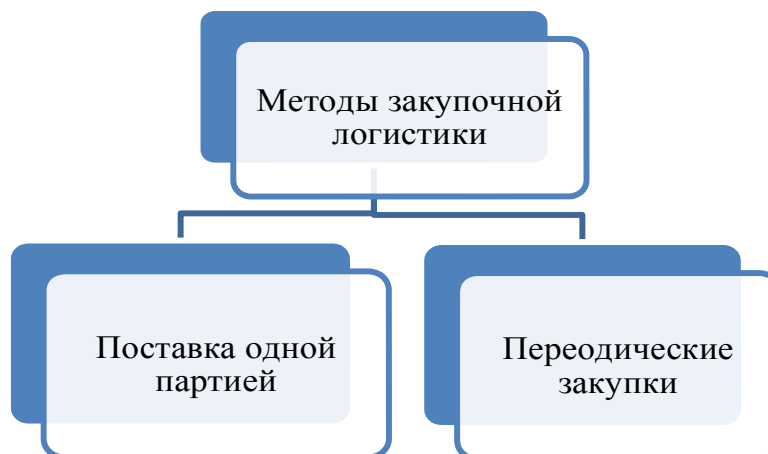 Методы закупочной
логистики
Поставка одной
партией
Переодические
закупки